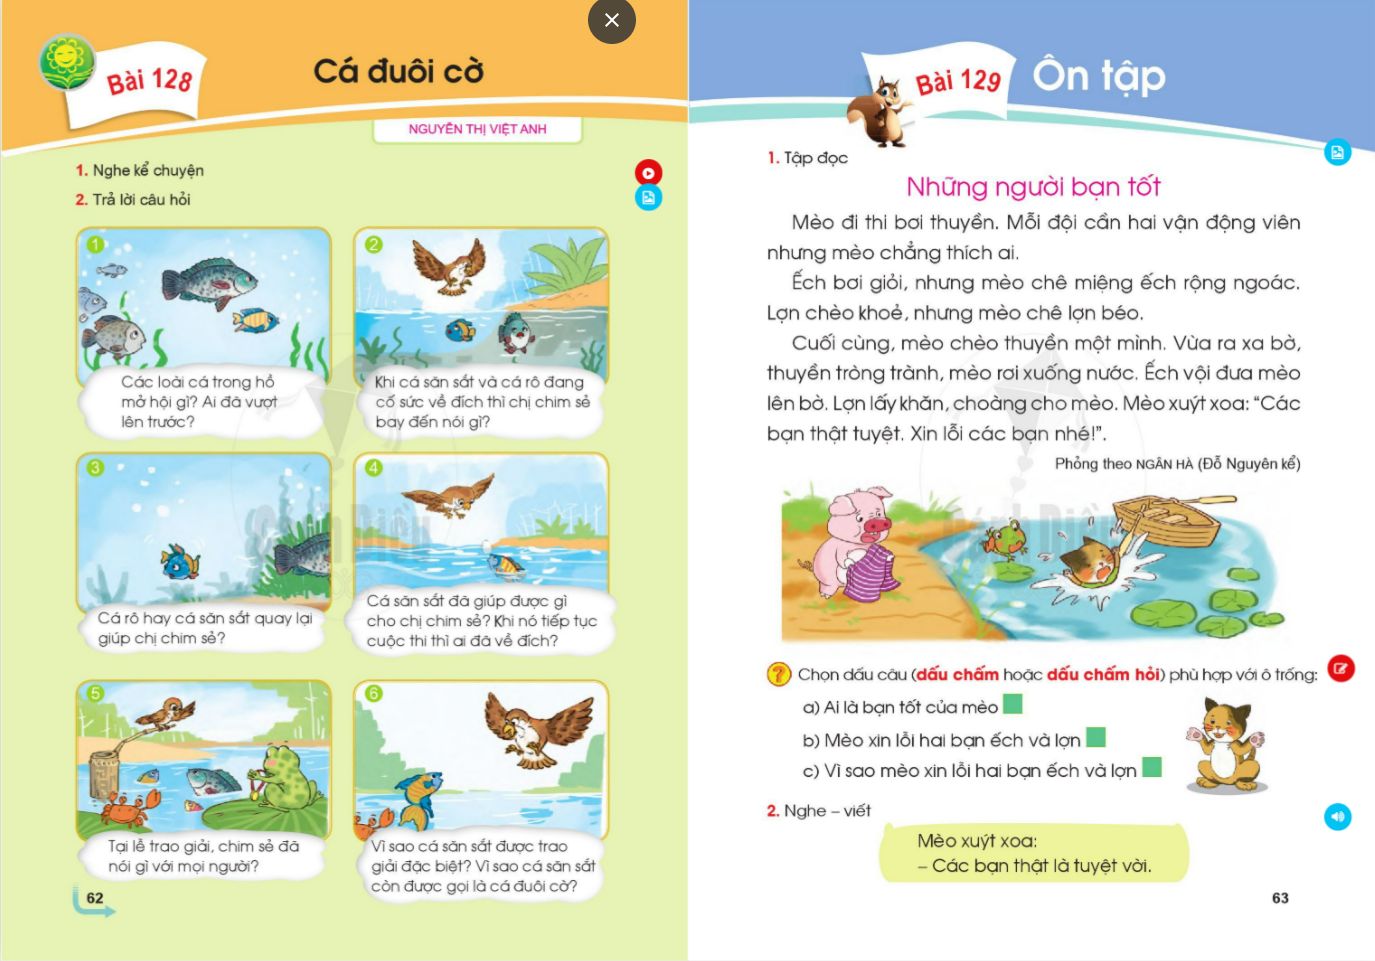 Bài 128
Cá đuôi cờ
NGUYỄN THỊ VIỆT ANH
1. Nghe kể chuyện
2. Trả lời câu hỏi
1
Các loài cá trong hồ
mở hội gì? Ai đã vượt
lên trước?
2
Khi cá săn sắt và cá rô đang
cố sức về đích thì chị chim sẻ
bay đến nói gì?
3
Cá rô hay cá săn sắt quay lại
giúp chị chim sẻ?
4
Cá săn sắt đã giúp được gì
cho chị chim sẻ? Khi nó tiếp tục
cuộc thi thì ai đã về đích?
5
Tại lễ trao giải, chim sẻ đã
nói gì với mọi người?
6
Vì sao cá săn sắt được trao
giải đặc biệt? Vì sao cá săn sắt
còn được gọi là cá đuôi cờ?
62
Bài 129
Ôn tập
1. Tập đọc
Những người bạn tốt
Mèo đi thi bơi thuyền. Mỗi đội cần hai vận động viên
nhưng mèo chẳng thích ai.
Ếch bơi giỏi, nhưng mèo chê miệng ếch rộng ngoác.
Lợn chèo khoẻ, nhưng mèo chê lợn béo.
Cuối cùng, mèo chèo thuyền một mình. Vừa ra xa bờ,
thuyền tròng trành, mèo rơi xuống nước. Ếch vội đưa mèo
lên bờ. Lợn lấy khăn, choàng cho mèo. Mèo xuýt xoa: “Các
bạn thật tuyệt. Xin lỗi các bạn nhé!”.
Phỏng theo NGÂN HÀ (Đỗ Nguyên kể)
Cánh Diều
Cánh Diều
? Chọn dấu câu (dấu chấm hoặc dấu chấm hỏi) phù hợp với ô trống:
a) Ai là bạn tốt của mèo
b) Mèo xin lỗi hai bạn ếch và lợn
c) Vì sao mèo xin lỗi hai bạn ếch và lợn
2. Nghe – viết
Mèo xuýt xoa:
– Các bạn thật là tuyệt vời.
63